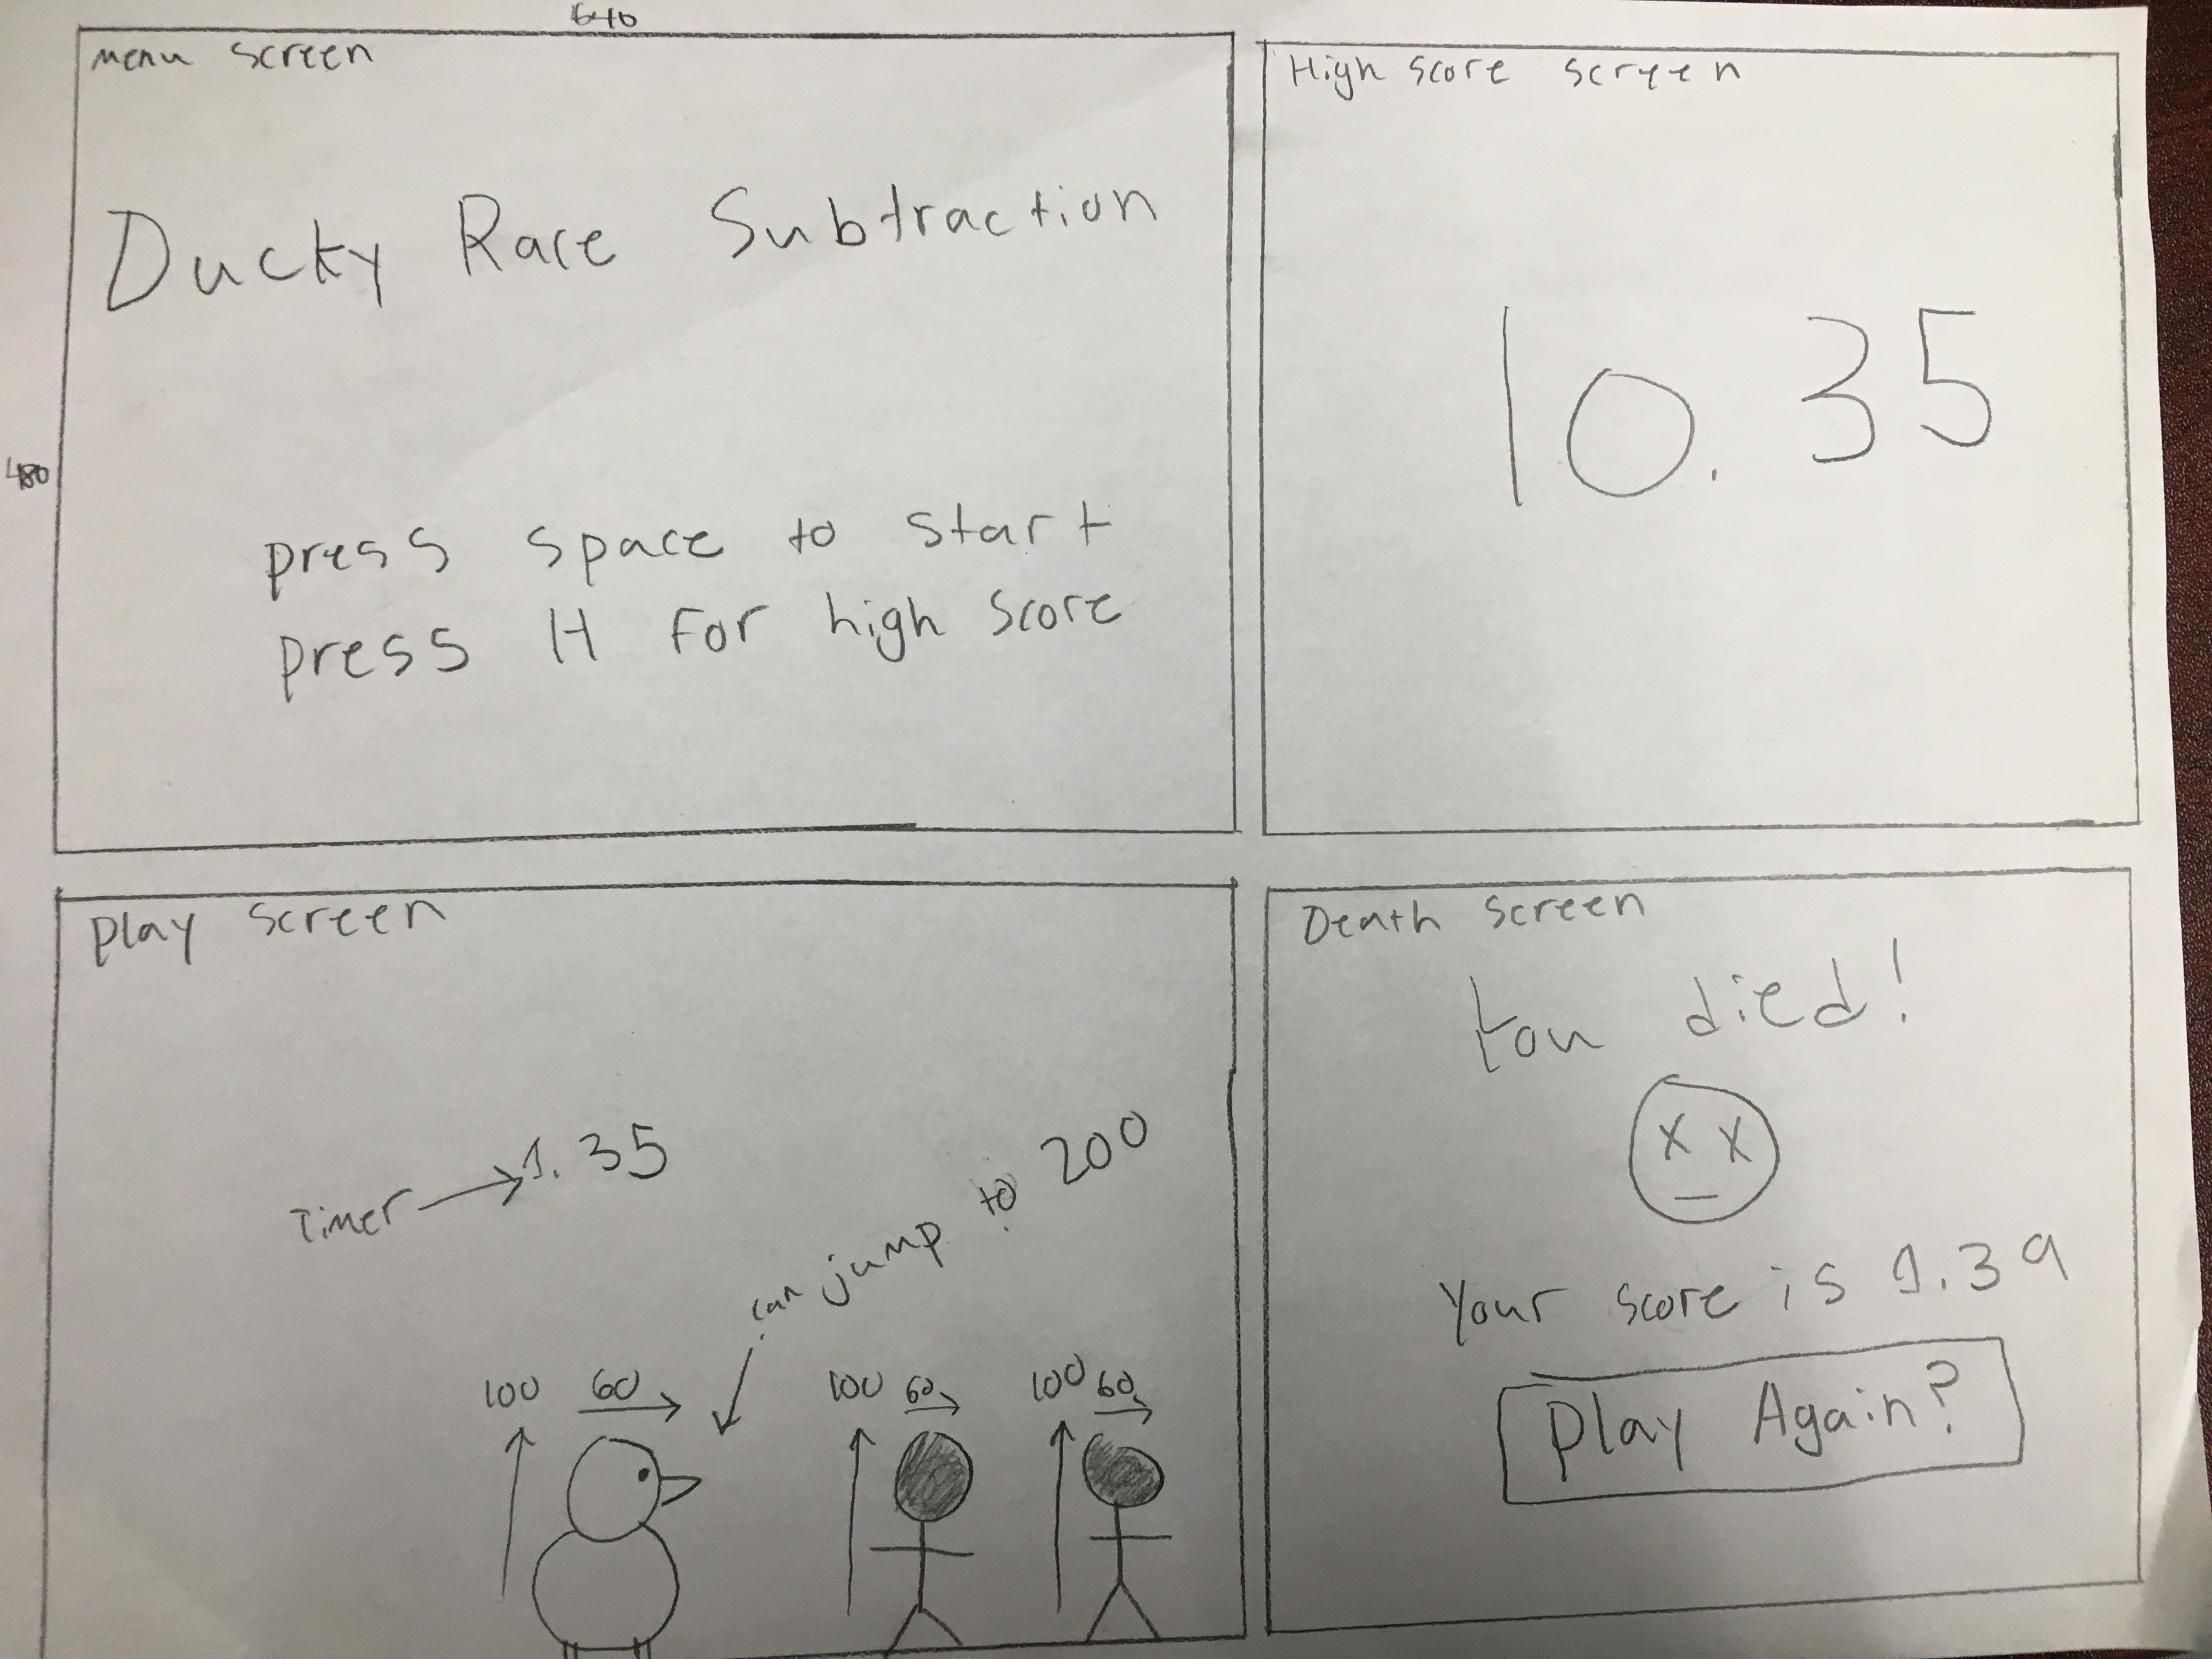 640
menu screen
Ducky Race Subtraction
480
press space to start
press H for high score
High score screen
10.35
play screen
Timer → 1.35
can jump to 200
100 60
100 60
100 60
Death screen
You died!
X X
Your score is 1.39
Play Again?